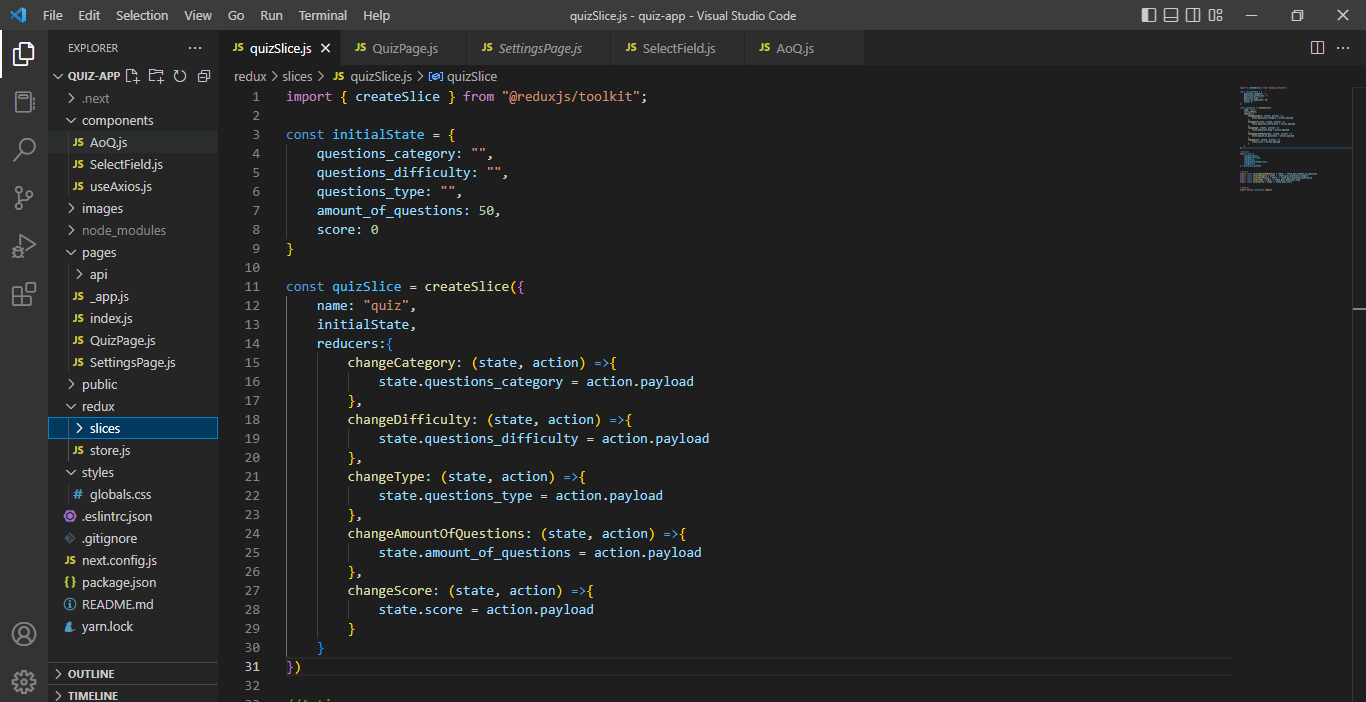 File Edit Selection View Go Run Terminal Help
quizSlice.js - quiz-app - Visual Studio Code
EXPLORER ...
JS quizSlice.js
JS QuizPage.js
JS SettingsPage.js
JS SelectField.js
JS AoQ.js
QUIZ-APP
.next
components
JS AoQ.js
JS SelectField.js
JS useAxios.js
images
node_modules
pages
api
JS _app.js
JS index.js
JS QuizPage.js
JS SettingsPage.js
public
redux
slices
JS store.js
styles
# globals.css
.eslintrc.json
.gitignore
JS next.config.js
{} package.json
README.md
yarn.lock
OUTLINE
TIMELINE
redux > slices > JS quizSlice.js > quizSlice
1 import { createSlice } from "@reduxjs/toolkit";
2
3 const initialState = {
4 questions_category: "",
5 questions_difficulty: "",
6 questions_type: "",
7 amount_of_questions: 50,
8 score: 0
9 }
10
11 const quizSlice = createSlice({
12 name: "quiz",
13 initialState,
14 reducers:{
15 changeCategory: (state, action) =>{
16 state.questions_category = action.payload
17 },
18 changeDifficulty: (state, action) =>{
19 state.questions_difficulty = action.payload
20 },
21 changeType: (state, action) =>{
22 state.questions_type = action.payload
23 },
24 changeAmountOfQuestions: (state, action) =>{
25 state.amount_of_questions = action.payload
26 },
27 changeScore: (state, action) =>{
28 state.score = action.payload
29 }
30 }
31 })
32